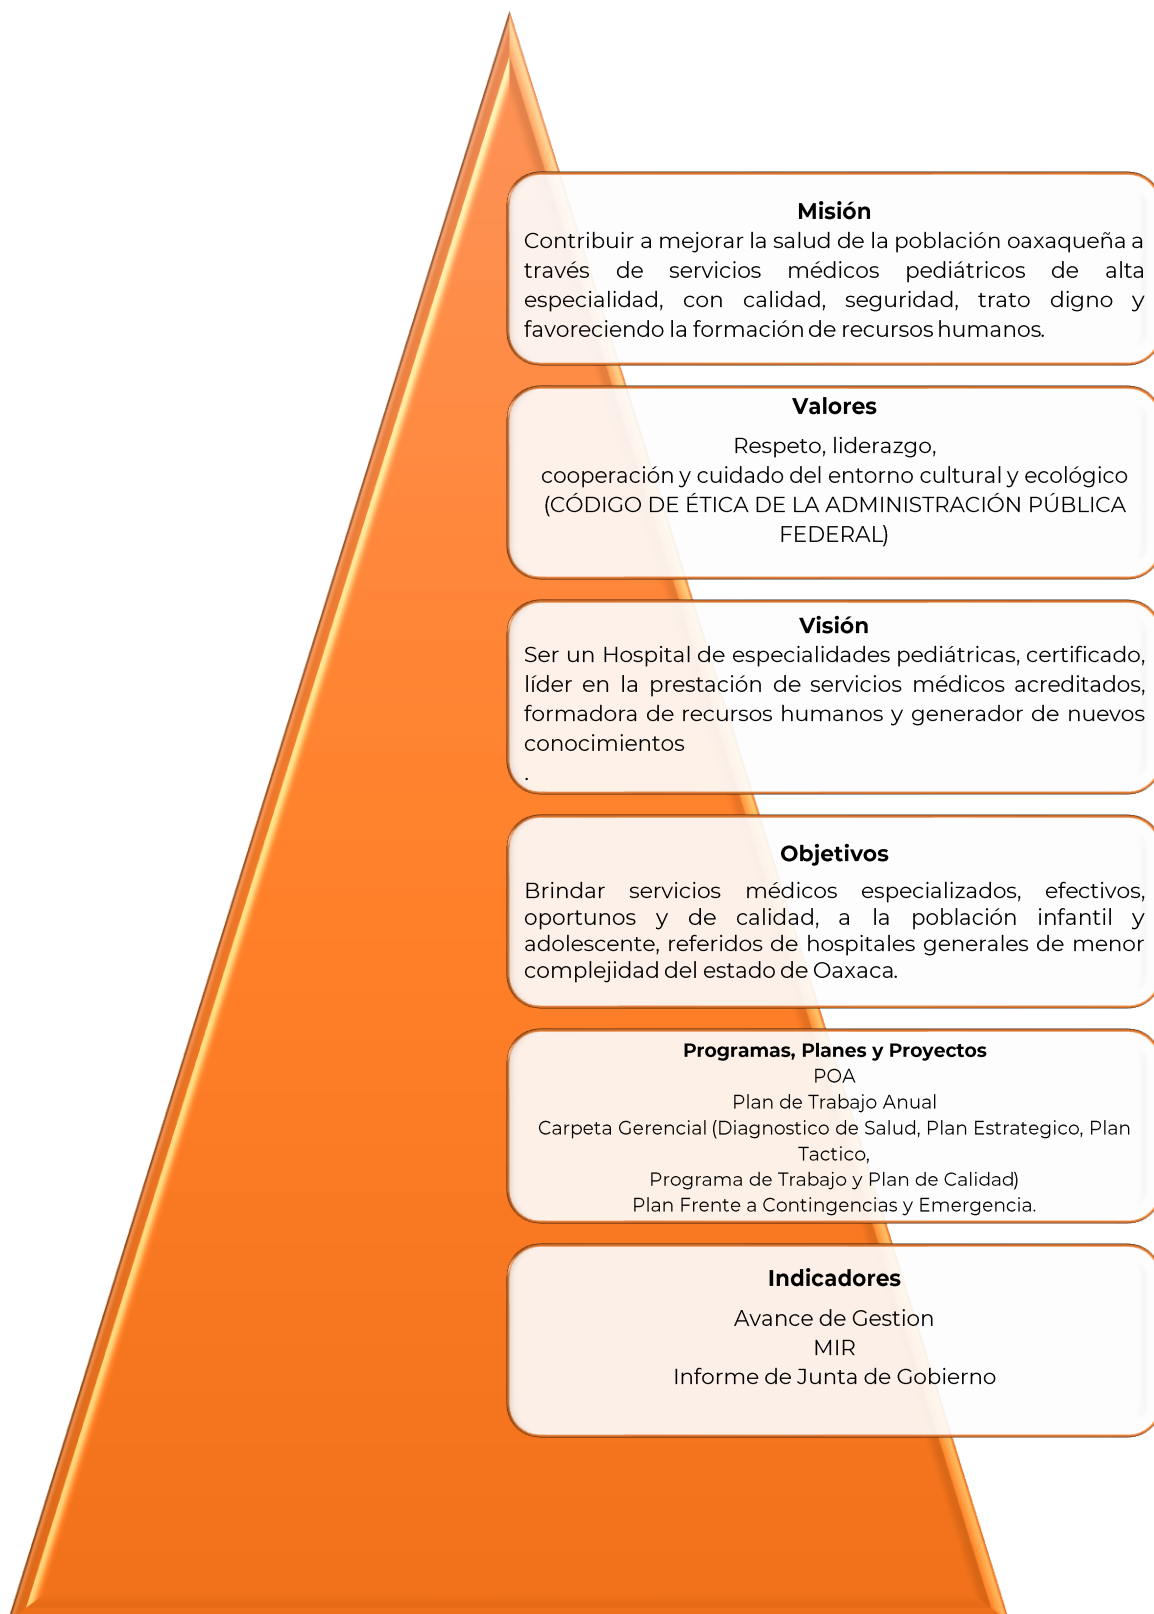 Misión
Contribuir a mejorar la salud de la población oaxaqueña a
través de servicios médicos pediátricos de alta
especialidad, con calidad, seguridad, trato digno y
favoreciendo la formación de recursos humanos.
Valores
Respeto, liderazgo,
cooperación y cuidado del entorno cultural y ecológico
(CÓDIGO DE ÉTICA DE LA ADMINISTRACIÓN PÚBLICA
FEDERAL)
Visión
Ser un Hospital de especialidades pediátricas, certificado,
líder en la prestación de servicios médicos acreditados,
formadora de recursos humanos y generador de nuevos
conocimientos
.
Objetivos
Brindar servicios médicos especializados, efectivos,
oportunos y de calidad, a la población infantil y
adolescente, referidos de hospitales generales de menor
complejidad del estado de Oaxaca.
Programas, Planes y Proyectos
POA
Plan de Trabajo Anual
Carpeta Gerencial (Diagnostico de Salud, Plan Estrategico, Plan
Tactico,
Programa de Trabajo y Plan de Calidad)
Plan Frente a Contingencias y Emergencia.
Indicadores
Avance de Gestion
MIR
Informe de Junta de Gobierno